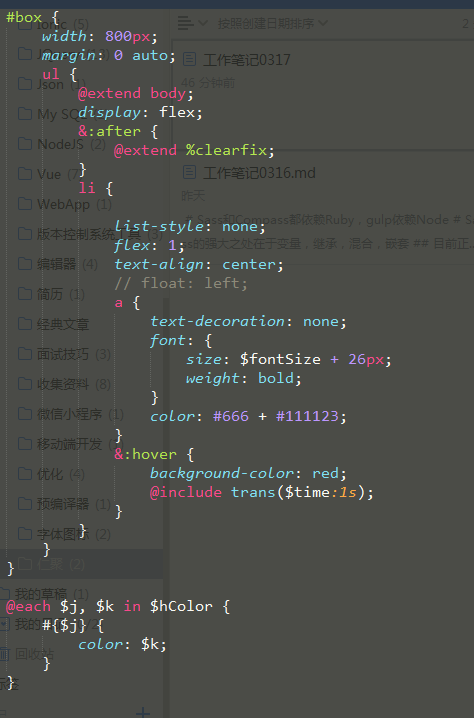 #box {
width: 800px;
margin: 0 auto;
ul {
@extend body;
display: flex;
&:after {
@extend %clearfix;
}
li {
list-style: none;
flex: 1;
text-align: center;
// float: left;
a {
text-decoration: none;
font: {
size: $fontSize + 26px;
weight: bold;
}
color: #666 + #111123;
}
&:hover {
background-color: red;
@include trans($time:1s);
}
}
}
}
@each $j, $k in $hColor {
#{$j} {
color: $k;
}
}
Json
My SQL
NodeJS (2)
Vue
WebApp (1)
版本控制系统工具
编辑器 (4)
简历 (1)
经典文章
面试技巧 (3)
收集资料 (8)
微信小程序 (1)
移动端开发
优化 (4)
预编译器 (1)
字体图标 (2)
(2)
我的草稿 (1)
我的
回收站
按照创建日期排序
2
工作笔记0317
46 分钟前
工作笔记0316.md
昨天
# Sass和Compass都依赖Ruby，gulp依赖Node # S
ss的强大之处在于变量，继承，混合，嵌套 ## 目前正